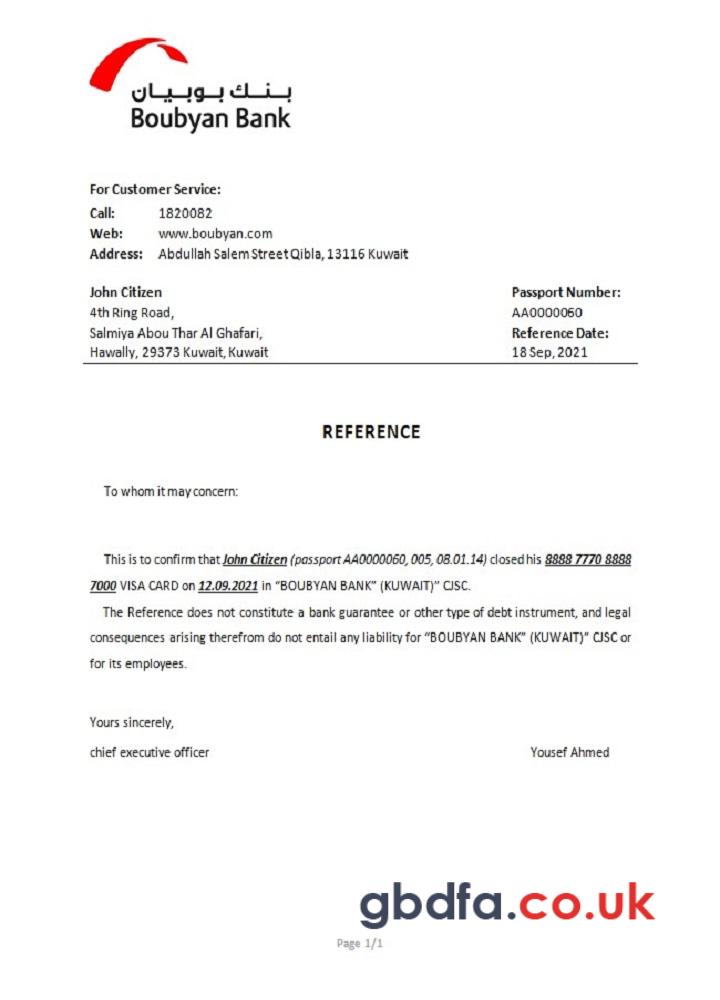 بنك بوبيان
Boubyan Bank
For Customer Service:
Call: 1820082
Web: www.boubyan.com
Address: Abdullah Salem Street Qibla, 13116 Kuwait
John Citizen Passport Number:
4th Ring Road, AA0000060
Salmiya Abou Thar Al Ghafari, Reference Date:
Hawally, 29373 Kuwait, Kuwait 18 Sep, 2021
REFERENCE
To whom it may concern:
This is to confirm that John Citizen (passport AA0000060, 005, 08.01.14) closed his 8888 7770 8888
7000 VISA CARD on 12.09.2021 in “BOUBYAN BANK” (KUWAIT)” CJSC.
The Reference does not constitute a bank guarantee or other type of debt instrument, and legal
consequences arising therefrom do not entail any liability for “BOUBYAN BANK” (KUWAIT)” CJSC or
for its employees.
Yours sincerely,
chief executive officer Yousef Ahmed
gbdfa.co.uk
Page 1/1